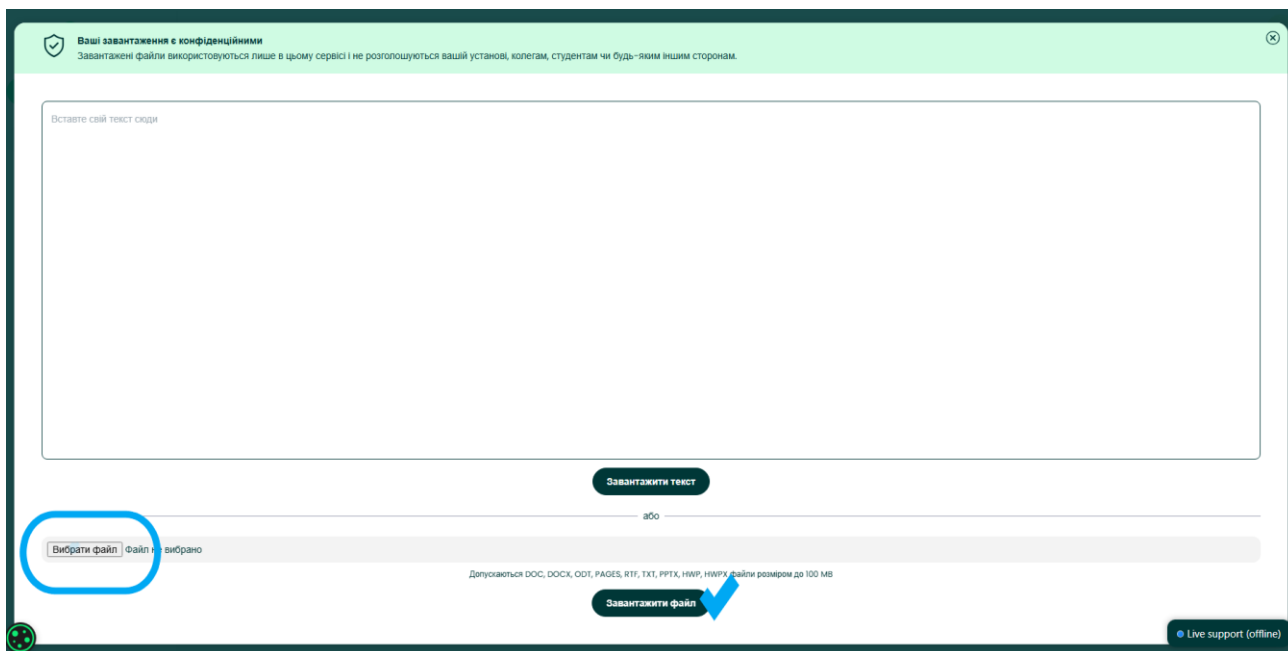 Ваші завантаження є конфіденційними
Завантажені файли використовуються лише в цьому сервісі і не розголошуються вашій установі, колегам, студентам чи будь-яким іншим сторонам.
Вставте свій текст сюди
Завантажити текст
або
Вибрати файл Файл не вибрано
Допускаються DOC, DOCX, ODT, PAGES, RTF, TXT, PPTX, HWP, HWPX файли розміром до 100 MB
Завантажити файл
Live support (offline)